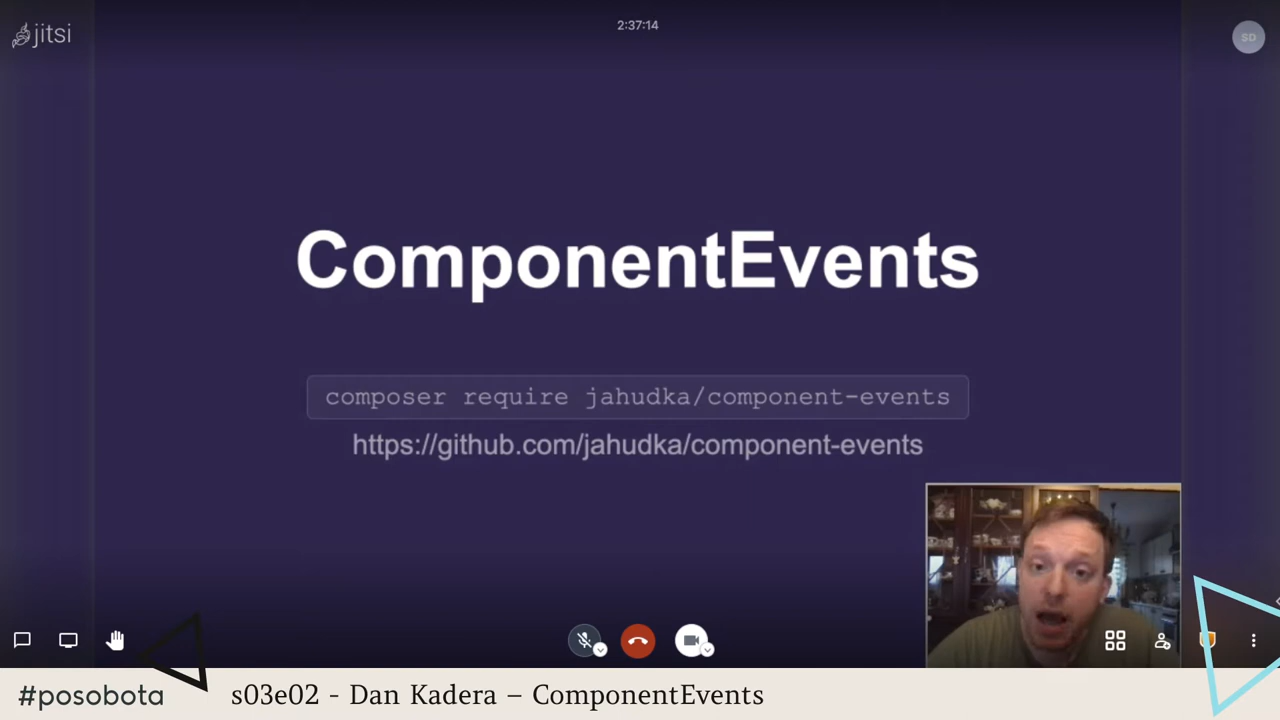 jitsi
2:37:14
SD
ComponentEvents
composer require jahudka/component-events
https://github.com/jahudka/component-events
#posobota
s03e02 - Dan Kadera – ComponentEvents